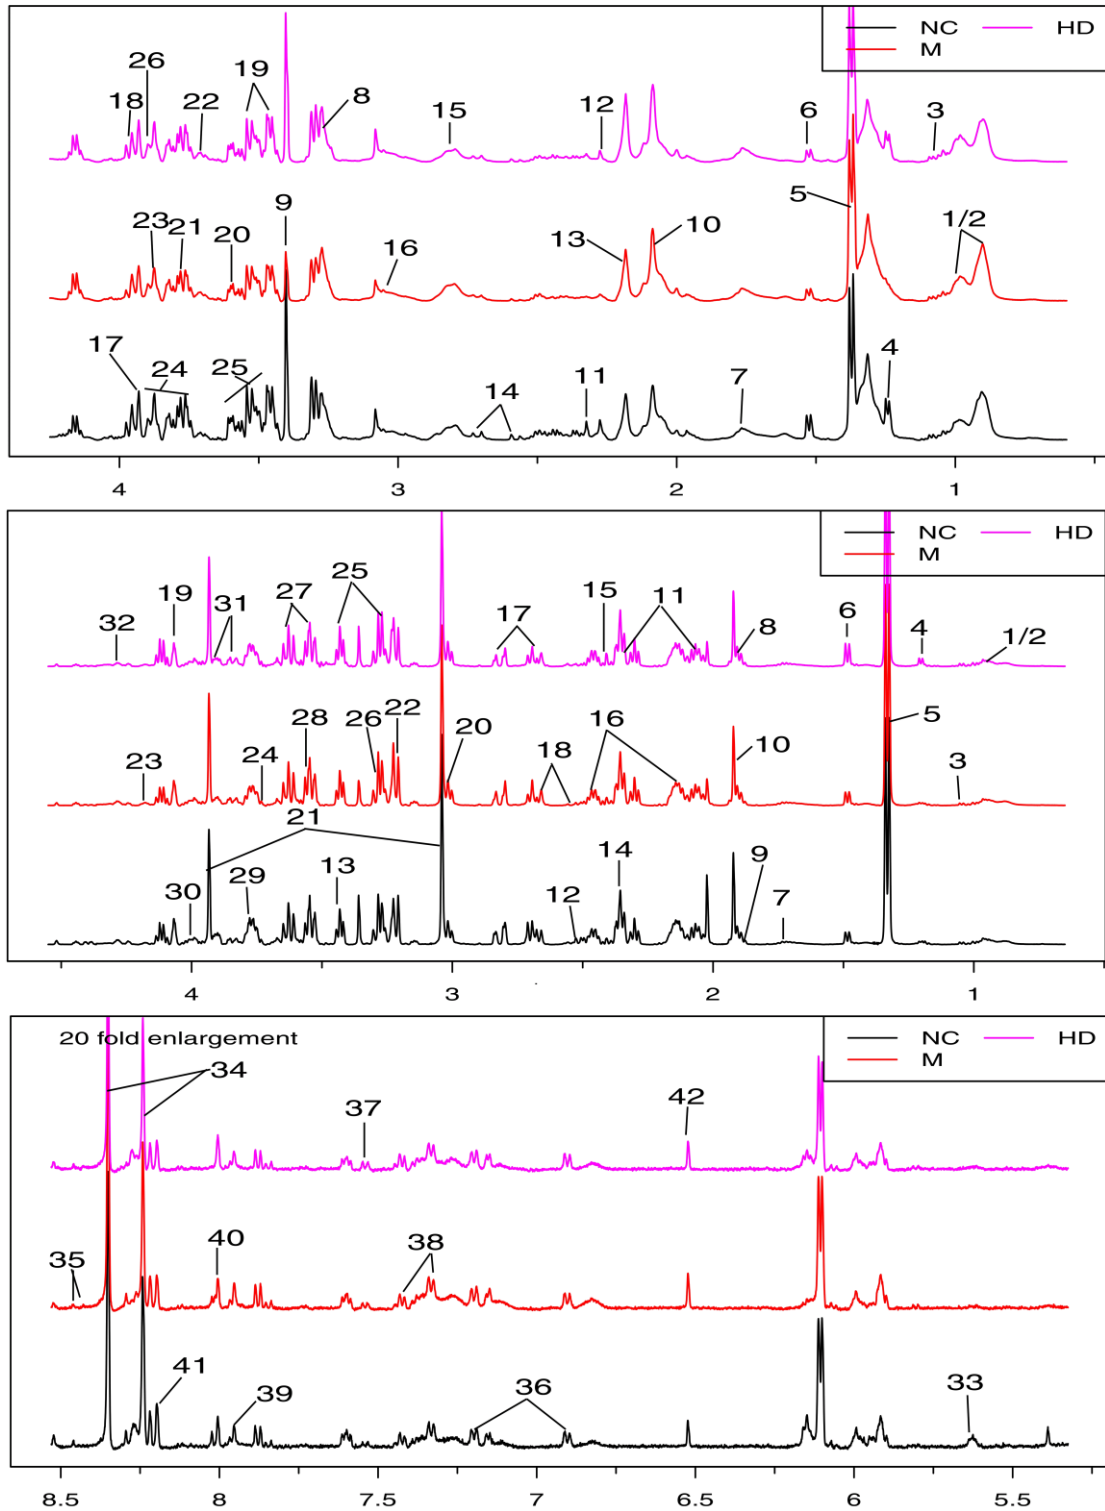 NC HD
M
26 19
18 22 8 15 12 6 3
9 5
23 21 20 16 13 10 1/2
17 24 25 14 11 7 4
4 3 2 1
NC HD
M
32 19 31 27 25 17 15 11 8 6 4 1/2
23 24 28 26 22 20 18 16 10 3 5
30 29 21 13 12 14 9 7
4 3 2 1
20 fold enlargement
NC HD
M
34 37 42
35 40 38
41 39 36 33
8.5 8 7.5 7 6.5 6 5.5